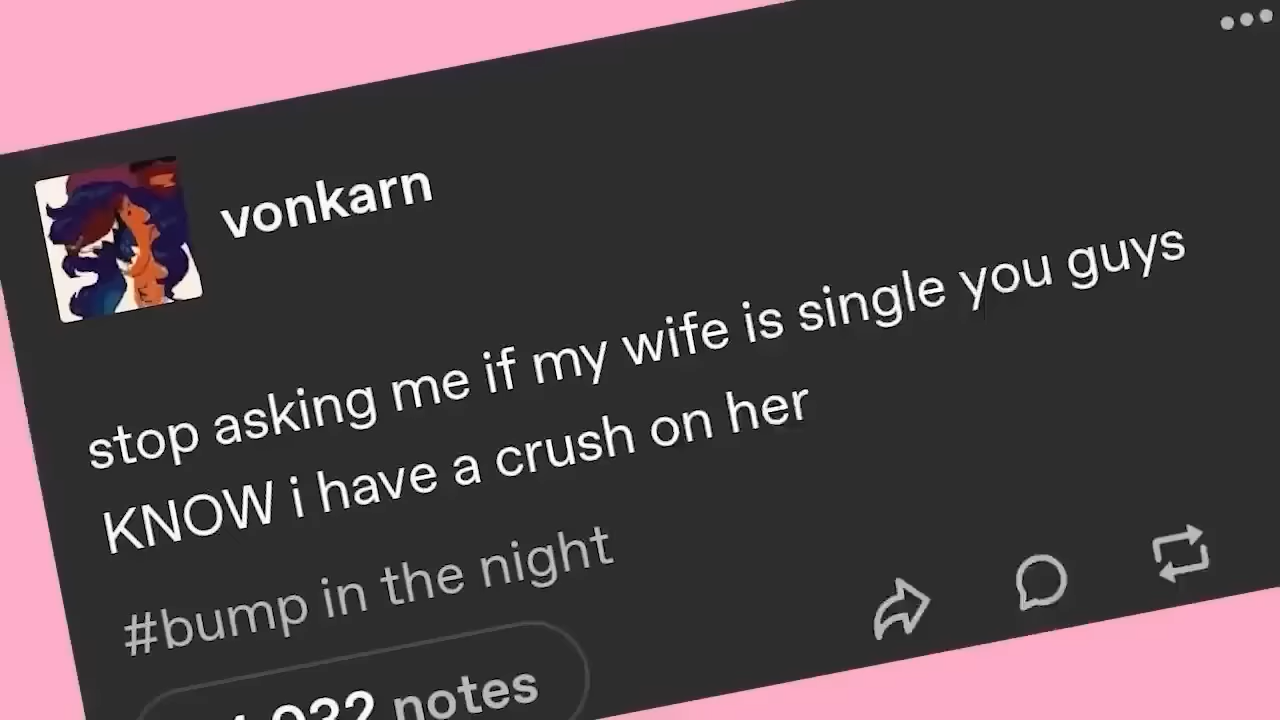 vonkarn
stop asking me if my wife is single you guys
KNOW i have a crush on her
#bump in the night
notes